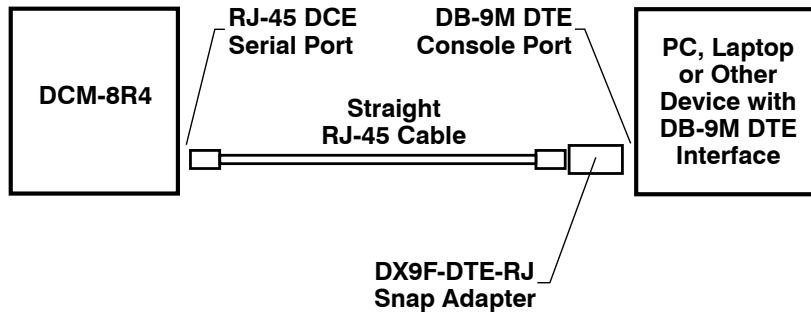 RJ-45 DCE
Serial Port
DB-9M DTE
Console Port
DCM-8R4
PC, Laptop
or Other
Device with
DB-9M DTE
Interface
Straight
RJ-45 Cable
DX9F-DTE-RJ
Snap Adapter